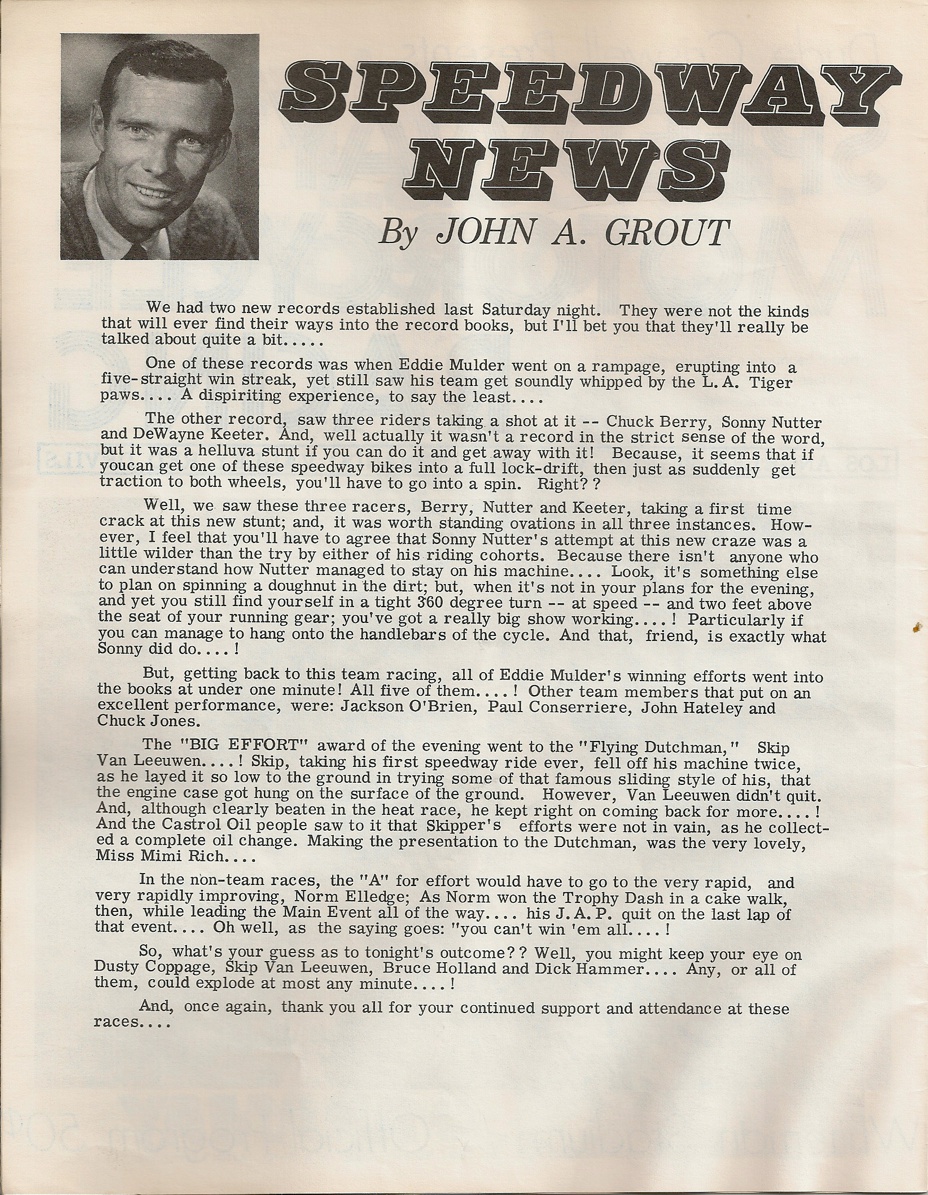 SPEEDWAY
NEWS
By JOHN A. GROUT
We had two new records established last Saturday night. They were not the kinds
that will ever find their ways into the record books, but I'll bet you that they'll really be
talked about quite a bit.....
One of these records was when Eddie Mulder went on a rampage, erupting into a
five-straight win streak, yet still saw his team get soundly whipped by the L.A. Tiger
paws.... A dispiriting experience, to say the least....
The other record, saw three riders taking a shot at it -- Chuck Berry, Sonny Nutter
and DeWayne Keeter. And, well actually it wasn't a record in the strict sense of the word,
but it was a helluva stunt if you can do it and get away with it! Because, it seems that if
youcan get one of these speedway bikes into a full lock-drift, then just as suddenly get
traction to both wheels, you'll have to go into a spin. Right??
Well, we saw these three racers, Berry, Nutter and Keeter, taking a first time
crack at this new stunt; and, it was worth standing ovations in all three instances. How-
ever, I feel that you'll have to agree that Sonny Nutter's attempt at this new craze was a
little wilder than the try by either of his riding cohorts. Because there isn't anyone who
can understand how Nutter managed to stay on his machine.... Look, it's something else
to plan on spinning a doughnut in the dirt; but, when it's not in your plans for the evening,
and yet you still find yourself in a tight 360 degree turn -- at speed -- and two feet above
the seat of your running gear; you've got a really big show working....! Particularly if
you can manage to hang onto the handlebars of the cycle. And that, friend, is exactly what
Sonny did do....!
But, getting back to this team racing, all of Eddie Mulder's winning efforts went into
the books at under one minute! All five of them....! Other team members that put on an
excellent performance, were: Jackson O'Brien, Paul Conserriere, John Hateley and
Chuck Jones.
The "BIG EFFORT" award of the evening went to the "Flying Dutchman," Skip
Van Leeuwen....! Skip, taking his first speedway ride ever, fell off his machine twice,
as he layed it so low to the ground in trying some of that famous sliding style of his, that
the engine case got hung on the surface of the ground. However, Van Leeuwen didn't quit.
And, although clearly beaten in the heat race, he kept right on coming back for more....!
And the Castrol Oil people saw to it that Skipper's efforts were not in vain, as he collect-
ed a complete oil change. Making the presentation to the Dutchman, was the very lovely,
Miss Mimi Rich....
In the non-team races, the "A" for effort would have to go to the very rapid, and
very rapidly improving, Norm Elledge; As Norm won the Trophy Dash in a cake walk,
then, while leading the Main Event all of the way.... his J.A.P. quit on the last lap of
that event.... Oh well, as the saying goes: "you can't win 'em all....!
So, what's your guess as to tonight's outcome?? Well, you might keep your eye on
Dusty Coppage, Skip Van Leeuwen, Bruce Holland and Dick Hammer.... Any, or all of
them, could explode at most any minute....!
And, once again, thank you all for your continued support and attendance at these
races....